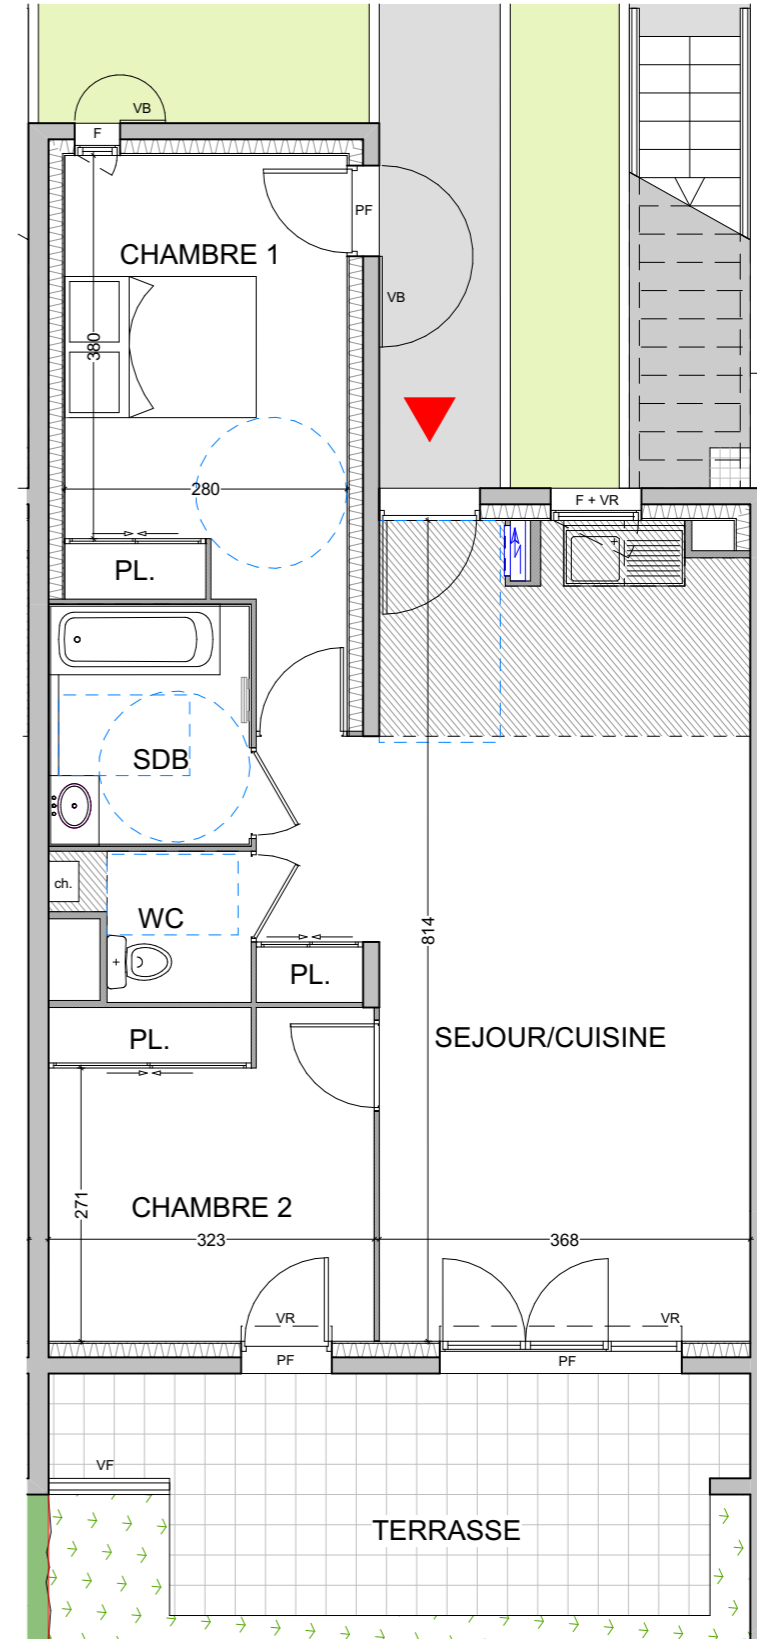 VB
F
PF
CHAMBRE 1
VB
380
280
F + VR
PL.
SDB
ch.
WC
814
PL.
PL.
SEJOUR/CUISINE
271
CHAMBRE 2
323
368
VR
VR
PF
PF
VF
TERRASSE